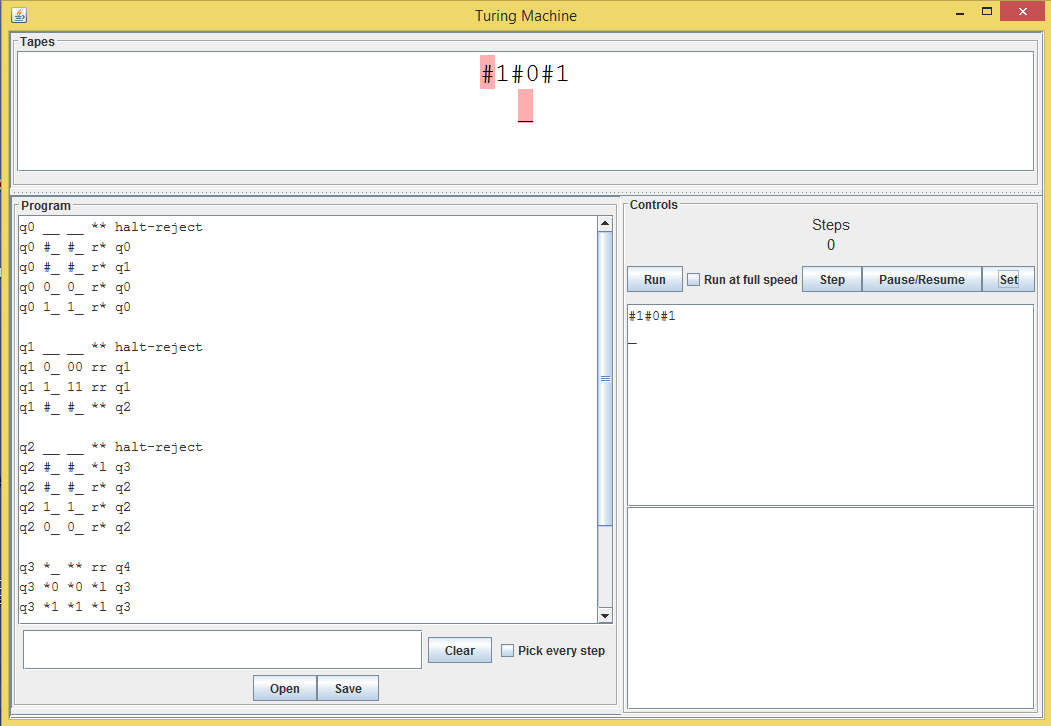 Turing Machine
Tapes
#1#0#1
_
Program
q0 __ __ ** halt-reject
q0 #_ #_ r* q0
q0 #_ #_ r* q1
q0 0_ 0_ r* q0
q0 1_ 1_ r* q0
q1 __ __ ** halt-reject
q1 0_ 00 rr q1
q1 1_ 11 rr q1
q1 #_ #_ ** q2
q2 __ __ ** halt-reject
q2 #_ #_ *l q3
q2 #_ #_ r* q2
q2 1_ 1_ r* q2
q2 0_ 0_ r* q2
q3 *_ ** rr q4
q3 *0 *0 *l q3
q3 *1 *1 *l q3
Clear
Pick every step
Open Save
Controls
Steps
0
Run Run at full speed Step Pause/Resume Set
#1#0#1
_